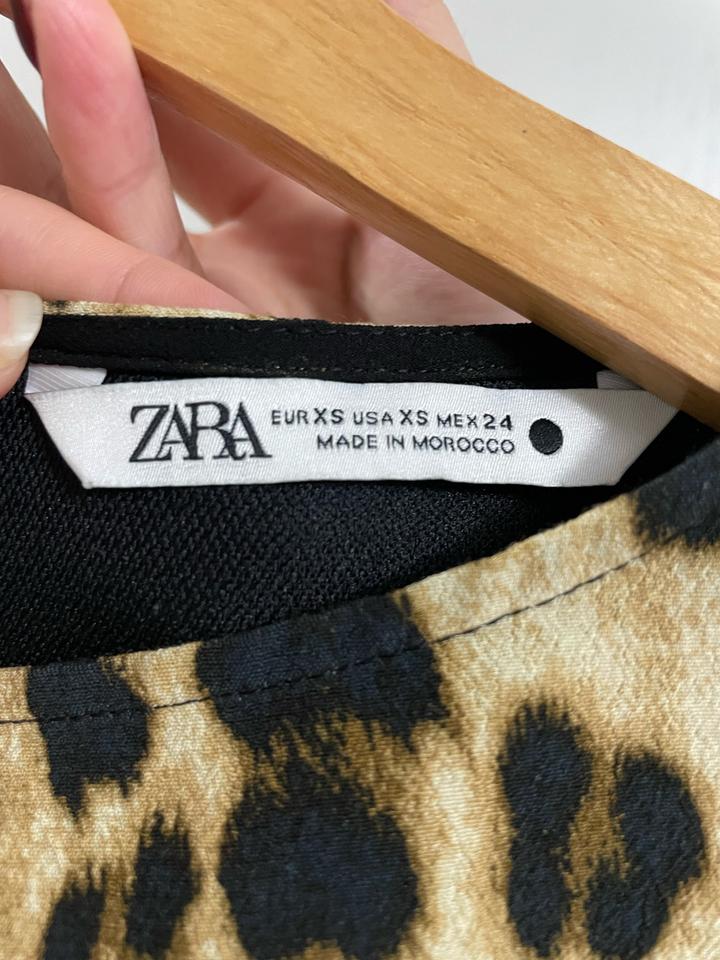 ZARA
EUR XS USA XS MEX 24
MADE IN MOROCCO